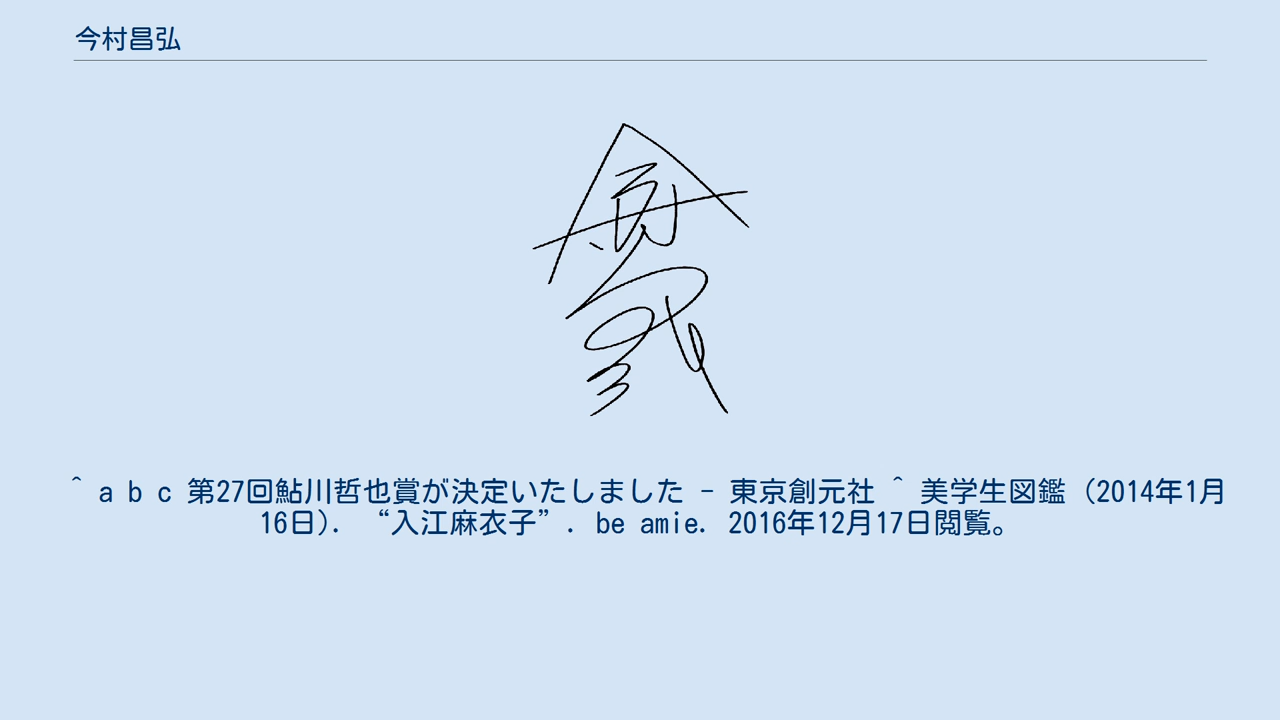 今村昌弘
^ a b c 第27回鮎川哲也賞が決定いたしました - 東京創元社 ^ 美学生図鑑 (2014年1月
16日). “入江麻衣子”. be amie. 2016年12月17日閲覧。